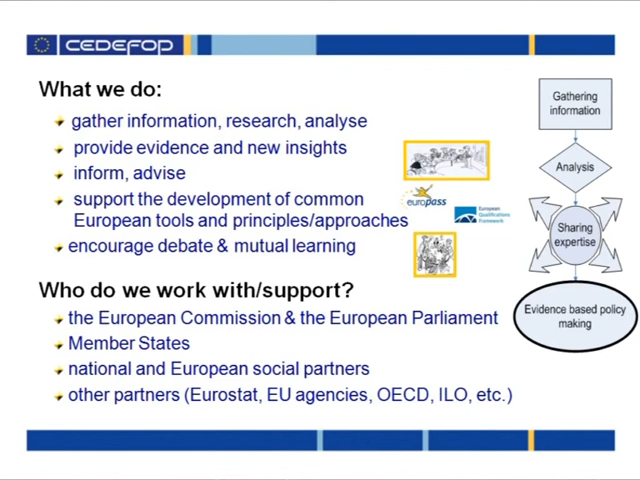 CEDEFOP
What we do:
gather information, research, analyse
provide evidence and new insights
inform, advise
support the development of common
European tools and principles/approaches
encourage debate & mutual learning
europass
European
Qualifications
Framework
Who do we work with/support?
the European Commission & the European Parliament
Member States
national and European social partners
other partners (Eurostat, EU agencies, OECD, ILO, etc.)
Gathering
information
Analysis
Sharing
expertise
Evidence based policy
making